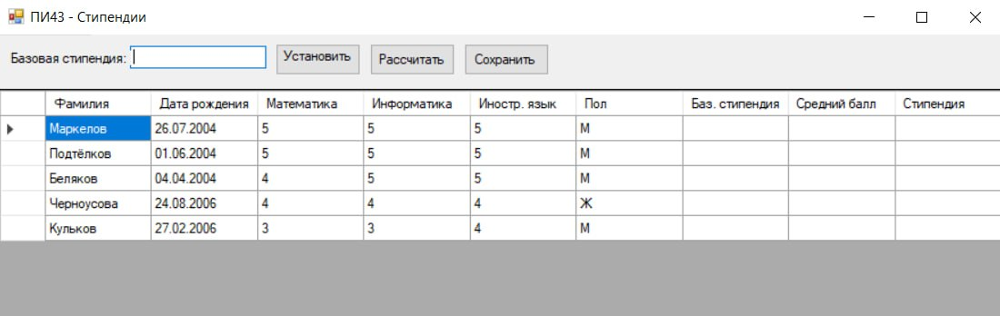 ПИ43 - Стипендии
Базовая стипендия: Установить Рассчитать Сохранить
Фамилия Дата рождения Математика Информатика Иностр. язык Пол Баз. стипендия Средний балл Стипендия
Маркелов 26.07.2004 5 5 5 М
Подтёлков 01.06.2004 5 5 5 М
Беляков 04.04.2004 4 5 5 М
Черноусова 24.08.2006 4 4 4 Ж
Кульков 27.02.2006 3 3 4 М